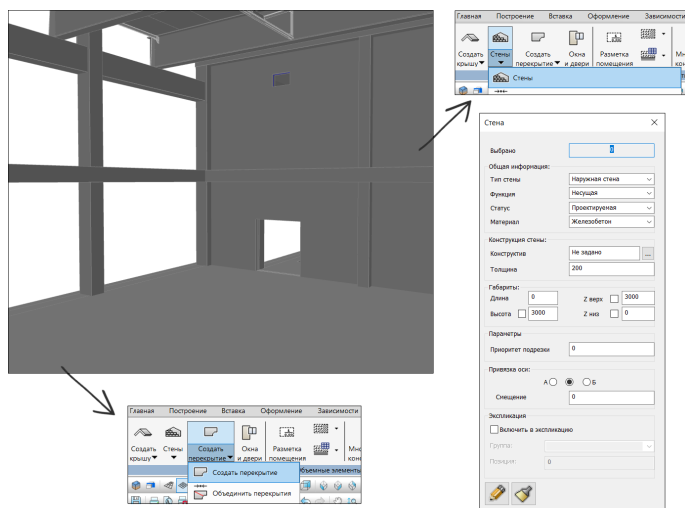 Главная Построение Вставка Оформление Зависимости
Создать крышу
Стены
Создать перекрытие
Окна и двери
Разметка помещения
Стены
Стена
Выбрано 0
Общая информация:
Тип стены Наружная стена
Функция Несущая
Статус Проектируемая
Материал Железобетон
Конструкция стены:
Конструктив Не задано ...
Толщина 200
Габариты:
Длина 0 Z верх 3000
Высота 3000 Z низ 0
Параметры
Приоритет подрезки 0
Привязка оси:
А Б
Смещение 0
Экспликация
Включить в экспликацию
Группа:
Позиция: 0
Главная Построение Вставка Оформление Зависимости
Создать крышу
Стены
Создать перекрытие
Окна и двери
Разметка помещения
Создать перекрытие
Объединить перекрытия